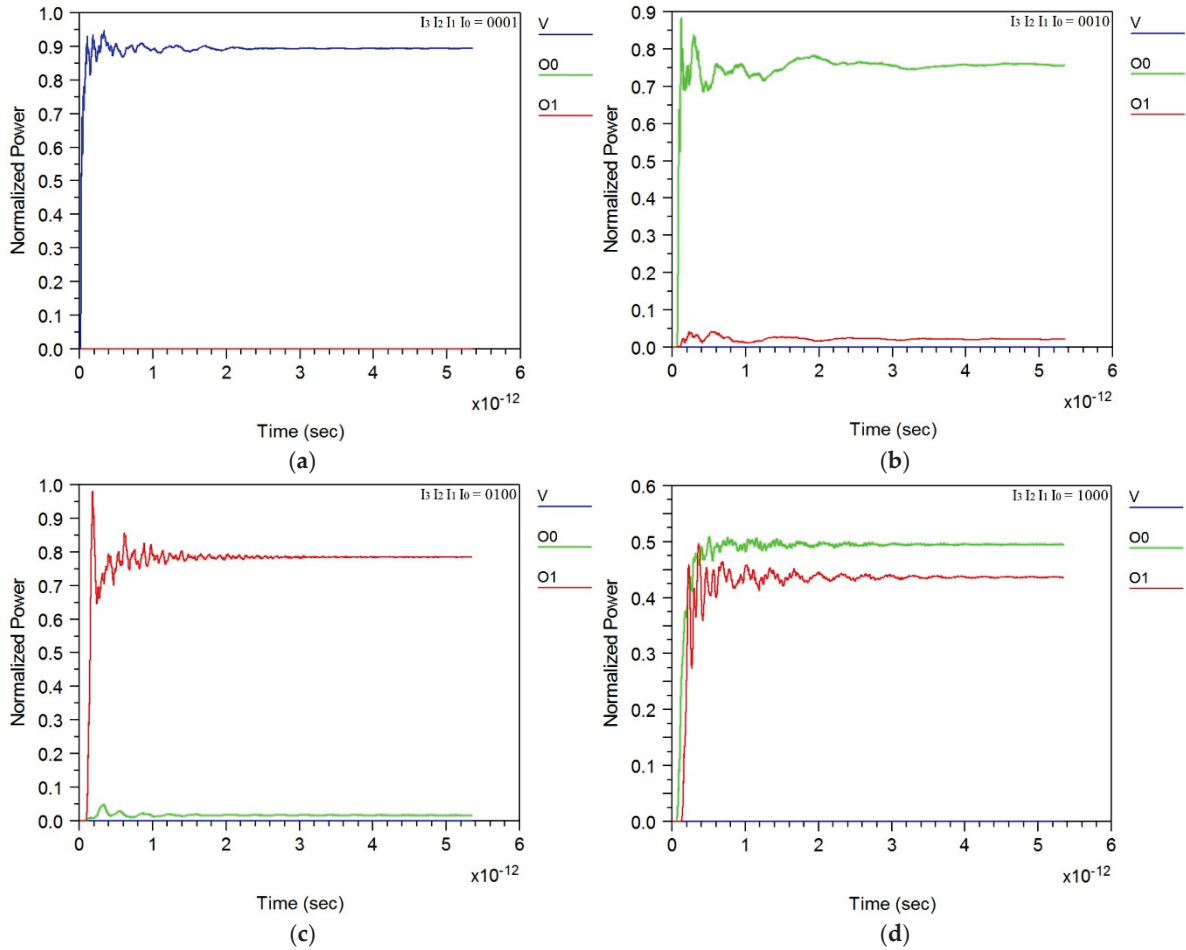 I3 I2 I1 I0 = 0001
V
O0
O1
Normalized Power
1.0
0.9
0.8
0.7
0.6
0.5
0.4
0.3
0.2
0.1
0.0
0 1 2 3 4 5 6
x10-12
Time (sec)
(a)
I3 I2 I1 I0 = 0010
V
O0
O1
Normalized Power
0.9
0.8
0.7
0.6
0.5
0.4
0.3
0.2
0.1
0.0
0 1 2 3 4 5 6
x10-12
Time (sec)
(b)
I3 I2 I1 I0 = 0100
V
O0
O1
Normalized Power
1.0
0.9
0.8
0.7
0.6
0.5
0.4
0.3
0.2
0.1
0.0
0 1 2 3 4 5 6
x10-12
Time (sec)
(c)
I3 I2 I1 I0 = 1000
V
O0
O1
Normalized Power
0.6
0.5
0.4
0.3
0.2
0.1
0.0
0 1 2 3 4 5 6
x10-12
Time (sec)
(d)